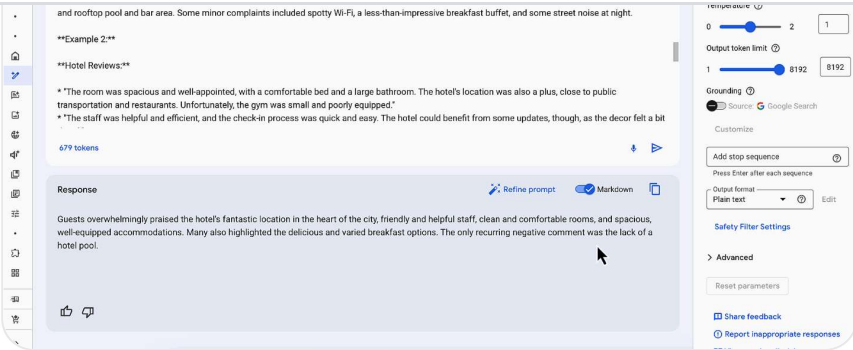 and rooftop pool and bar area. Some minor complaints included spotty Wi-Fi, a less-than-impressive breakfast buffet, and some street noise at night.
**Example 2:**
**Hotel Reviews:**
* "The room was spacious and well-appointed, with a comfortable bed and a large bathroom. The hotel's location was also a plus, close to public
transportation and restaurants. Unfortunately, the gym was small and poorly equipped."
* "The staff was helpful and efficient, and the check-in process was quick and easy. The hotel could benefit from some updates, though, as the decor felt a bit
679 tokens
Response
Refine prompt
Markdown
Guests overwhelmingly praised the hotel's fantastic location in the heart of the city, friendly and helpful staff, clean and comfortable rooms, and spacious,
well-equipped accommodations. Many also highlighted the delicious and varied breakfast options. The only recurring negative comment was the lack of a
hotel pool.
Temperature
0 2 1
Output token limit
1 8192 8192
Grounding
Source: Google Search
Customize
Add stop sequence
Press Enter after each sequence
Output format
Plain text Edit
Safety Filter Settings
Advanced
Reset parameters
Share feedback
Report inappropriate responses